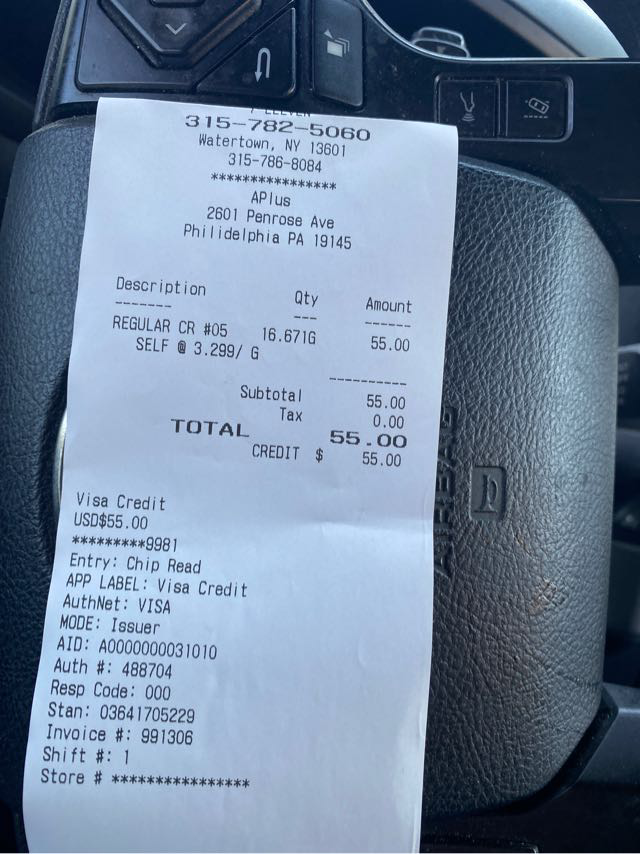 7-ELEVEN
315-782-5060
Watertown, NY 13601
315-786-8084
****************
APlus
2601 Penrose Ave
Philidelphia PA 19145
Description Qty Amount
------- --- ------
REGULAR CR #05 16.671G 55.00
SELF @ 3.299/ G
----------
Subtotal 55.00
Tax 0.00
TOTAL 55.00
CREDIT $ 55.00
Visa Credit
USD$55.00
*********9981
Entry: Chip Read
APP LABEL: Visa Credit
AuthNet: VISA
MODE: Issuer
AID: A0000000031010
Auth #: 488704
Resp Code: 000
Stan: 03641705229
Invoice #: 991306
Shift #: 1
Store # ****************
AIRBAG